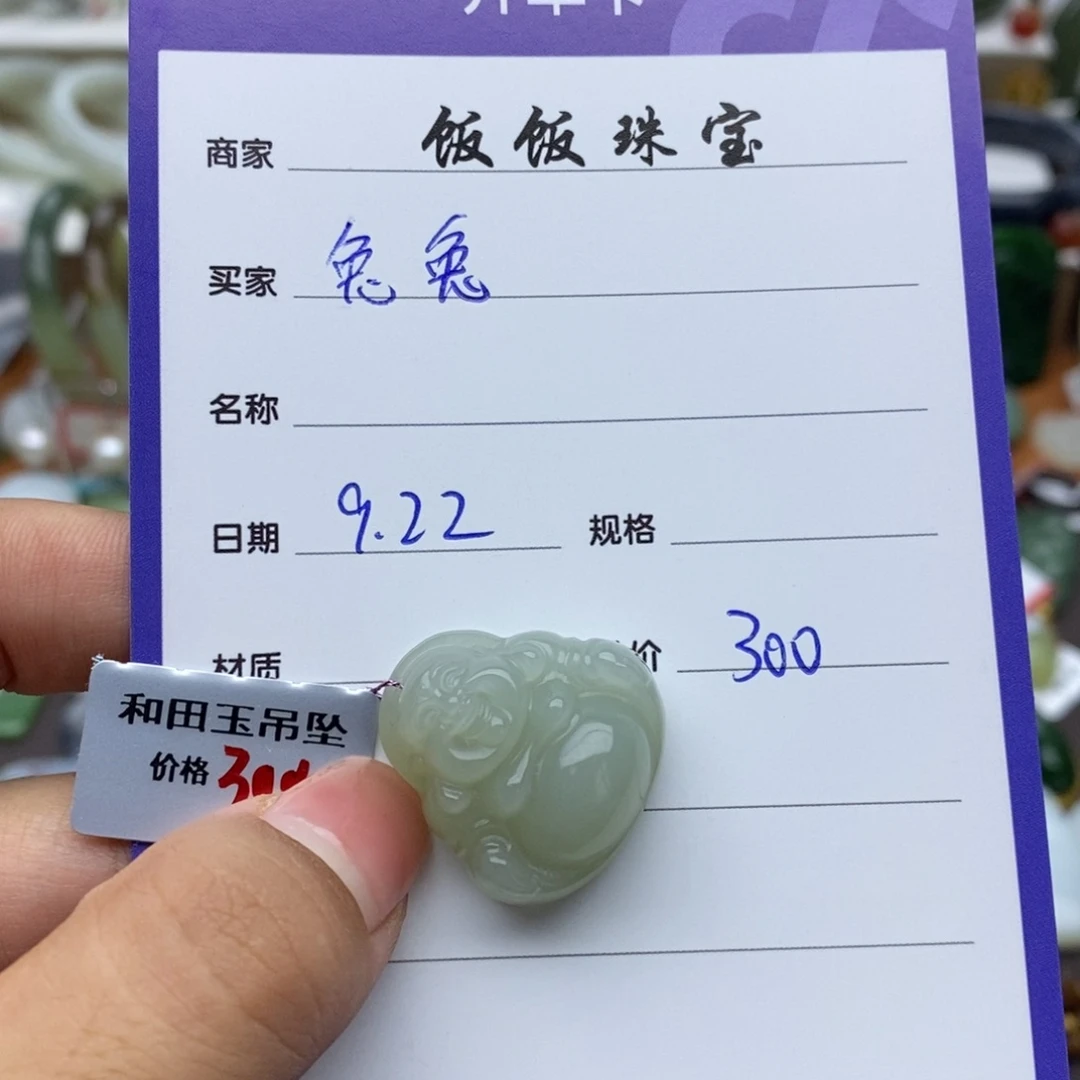 商家 饭饭珠宝
买家 兔兔
名称
日期 9.22 规格
材质 价 300
和田玉吊坠
价格 300